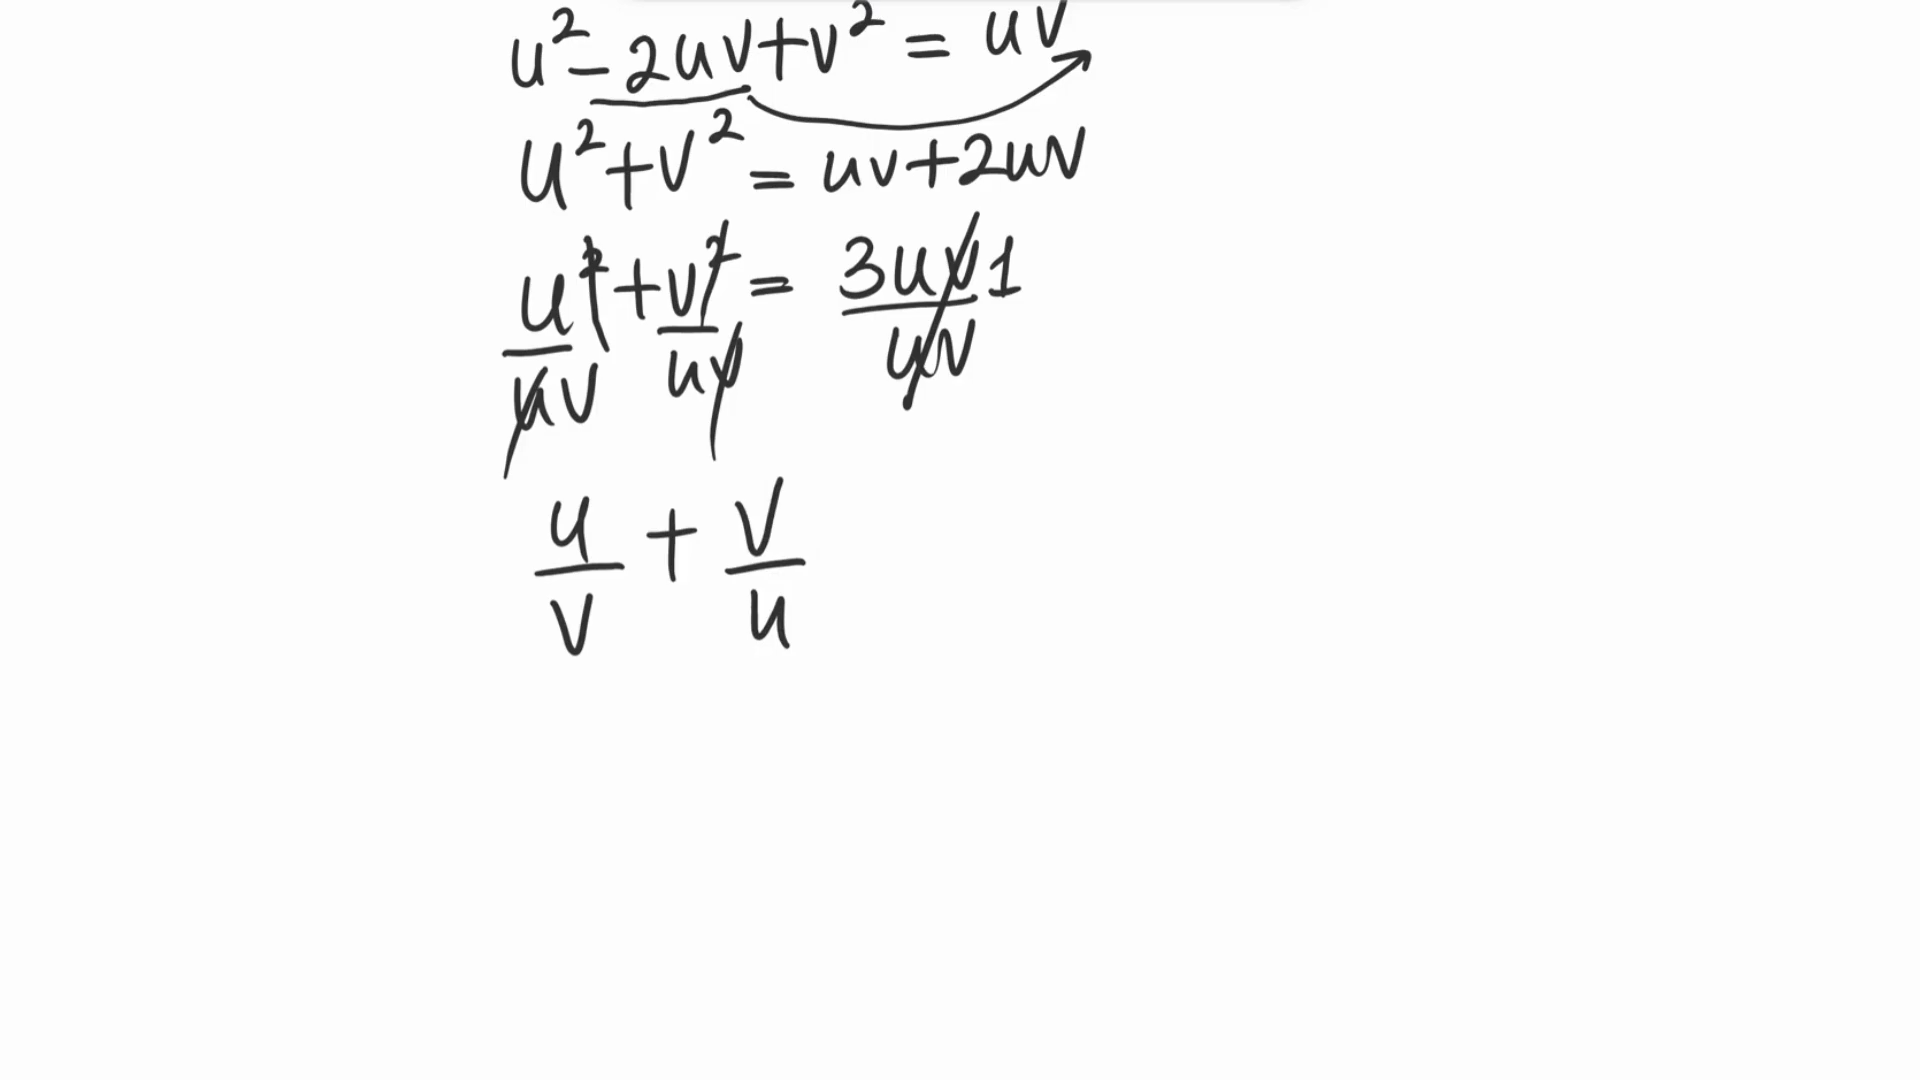 u² - 2uv + v² = uv
u² + v² = uv + 2uv
u²/uv + v²/uv = 3uv/uv 1
u/v + v/u